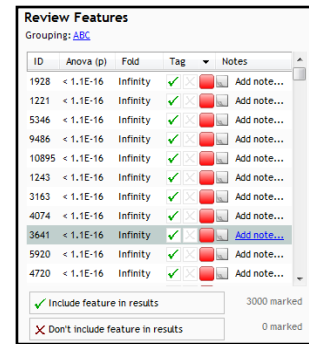 Review Features
Grouping: ABC
ID Anova (p) Fold Tag Notes
1928 < 1.1E-16 Infinity Add note...
1221 < 1.1E-16 Infinity Add note...
5346 < 1.1E-16 Infinity Add note...
9486 < 1.1E-16 Infinity Add note...
10895 < 1.1E-16 Infinity Add note...
1243 < 1.1E-16 Infinity Add note...
3163 < 1.1E-16 Infinity Add note...
4074 < 1.1E-16 Infinity Add note...
3641 < 1.1E-16 Infinity Add note...
5920 < 1.1E-16 Infinity Add note...
4720 < 1.1E-16 Infinity Add note...
Include feature in results 3000 marked
Don't include feature in results 0 marked